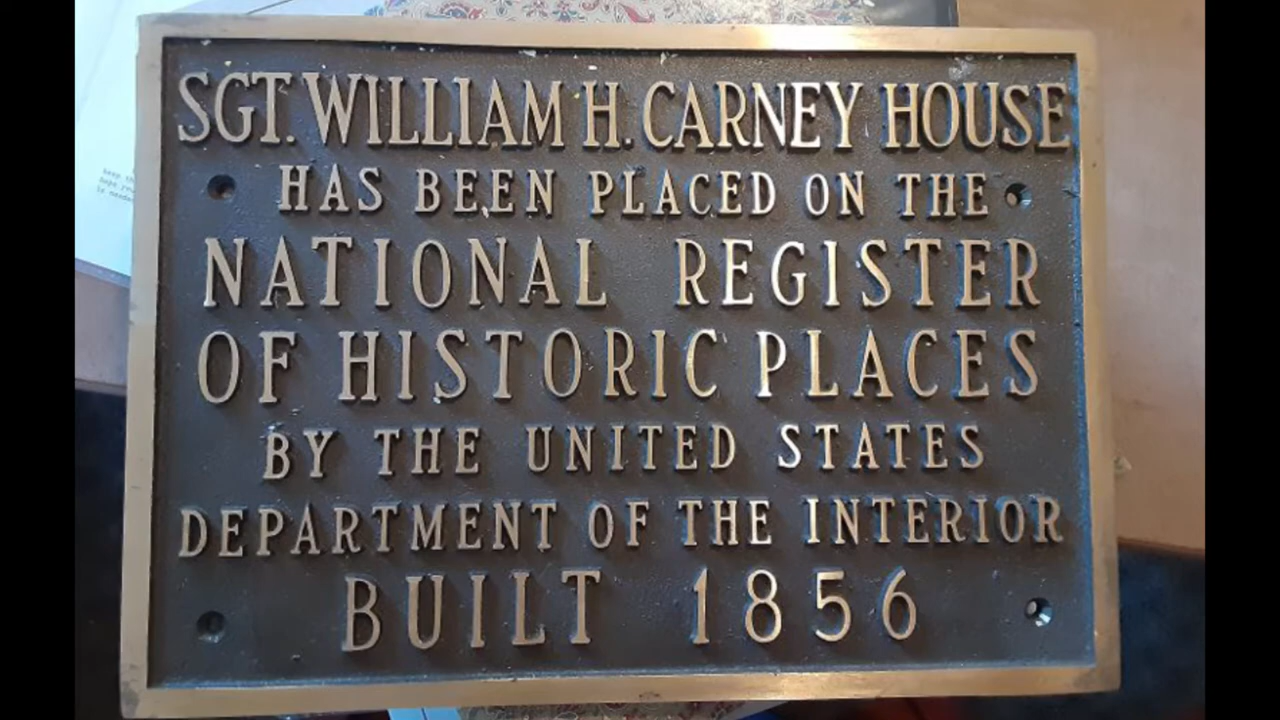 SGT. WILLIAM H. CARNEY HOUSE
HAS BEEN PLACED ON THE
NATIONAL REGISTER
OF HISTORIC PLACES
BY THE UNITED STATES
DEPARTMENT OF THE INTERIOR
BUILT 1856